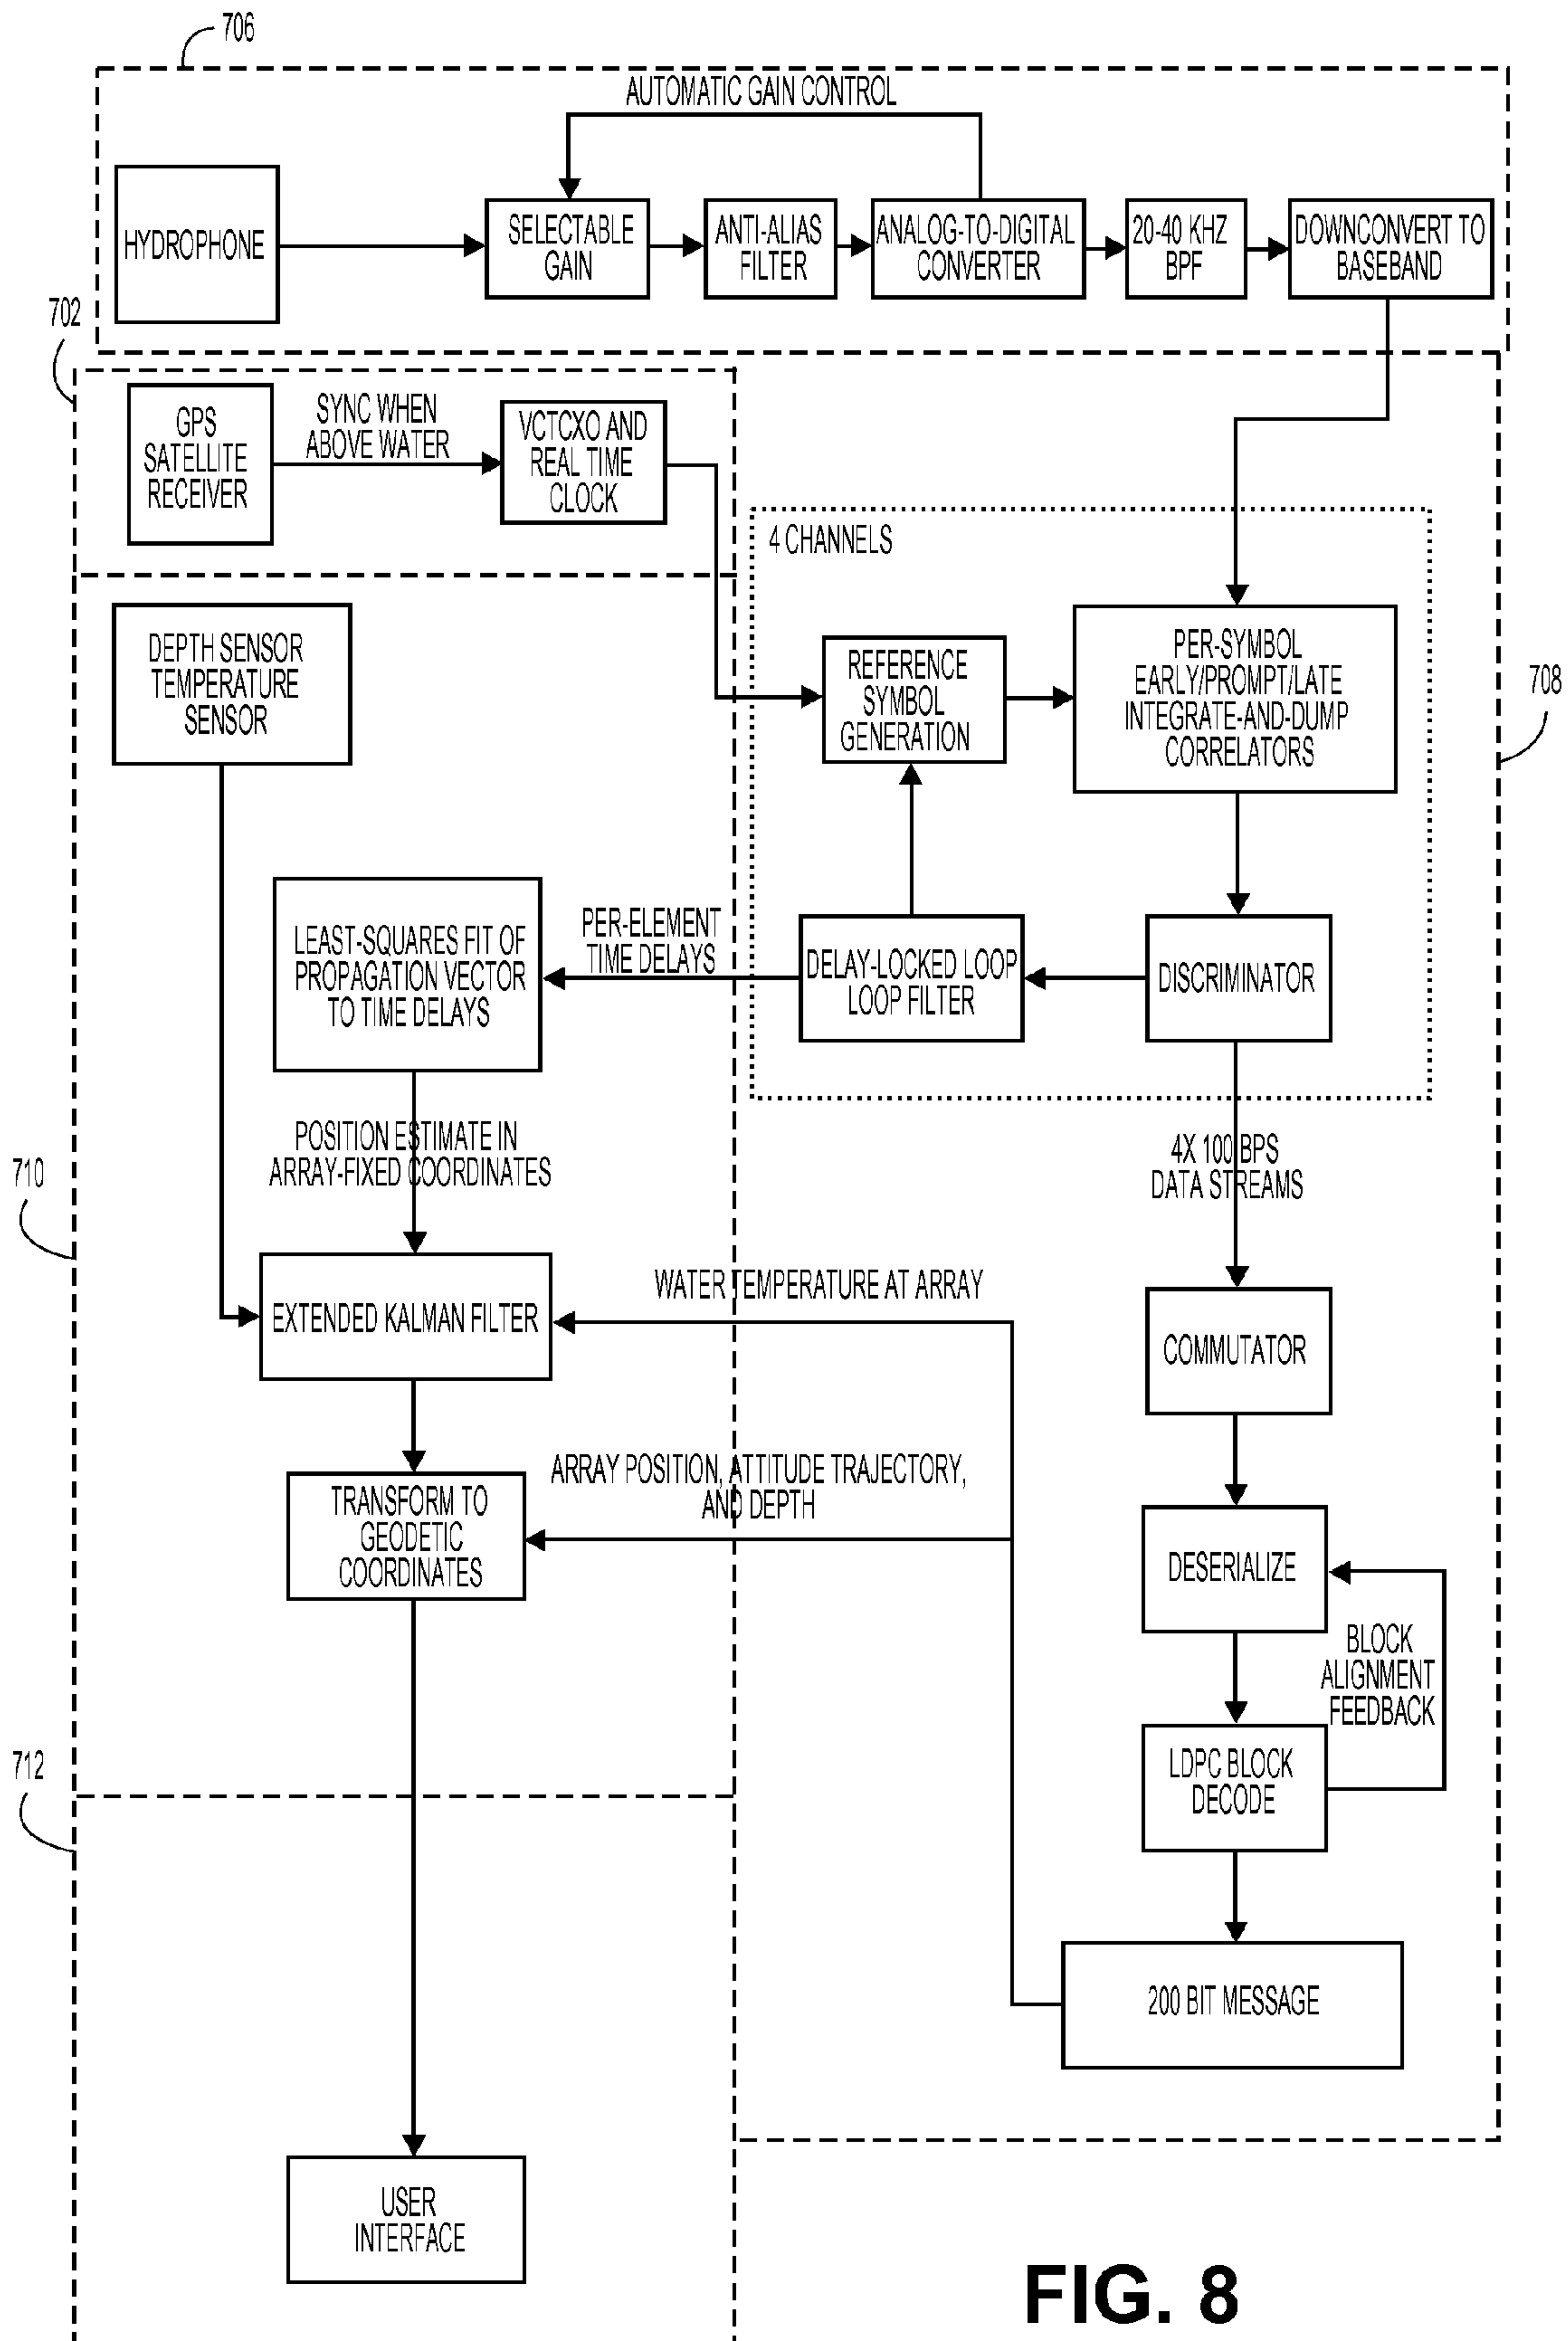 706
AUTOMATIC GAIN CONTROL
HYDROPHONE
SELECTABLE
GAIN
ANTI-ALIAS
FILTER
ANALOG-TO-DIGITAL
CONVERTER
20-40 KHZ
BPF
DOWNCONVERT TO
BASEBAND
702
GPS
SATELLITE
RECEIVER
SYNC WHEN
ABOVE WATER
VCTCXO AND
REAL TIME
CLOCK
4 CHANNELS
DEPTH SENSOR
TEMPERATURE
SENSOR
REFERENCE
SYMBOL
GENERATION
PER-SYMBOL
EARLY/PROMPT/LATE
INTEGRATE-AND-DUMP
CORRELATORS
708
LEAST-SQUARES FIT OF
PROPAGATION VECTOR
TO TIME DELAYS
PER-ELEMENT
TIME DELAYS
DELAY-LOCKED LOOP
LOOP FILTER
DISCRIMINATOR
POSITION ESTIMATE IN
ARRAY-FIXED COORDINATES
4X 100 BPS
DATA STREAMS
710
EXTENDED KALMAN FILTER
WATER TEMPERATURE AT ARRAY
COMMUTATOR
TRANSFORM TO
GEODETIC
COORDINATES
ARRAY POSITION, ATTITUDE TRAJECTORY,
AND DEPTH
DESERIALIZE
BLOCK
ALIGNMENT
FEEDBACK
LDPC BLOCK
DECODE
712
200 BIT MESSAGE
USER
INTERFACE
FIG. 8